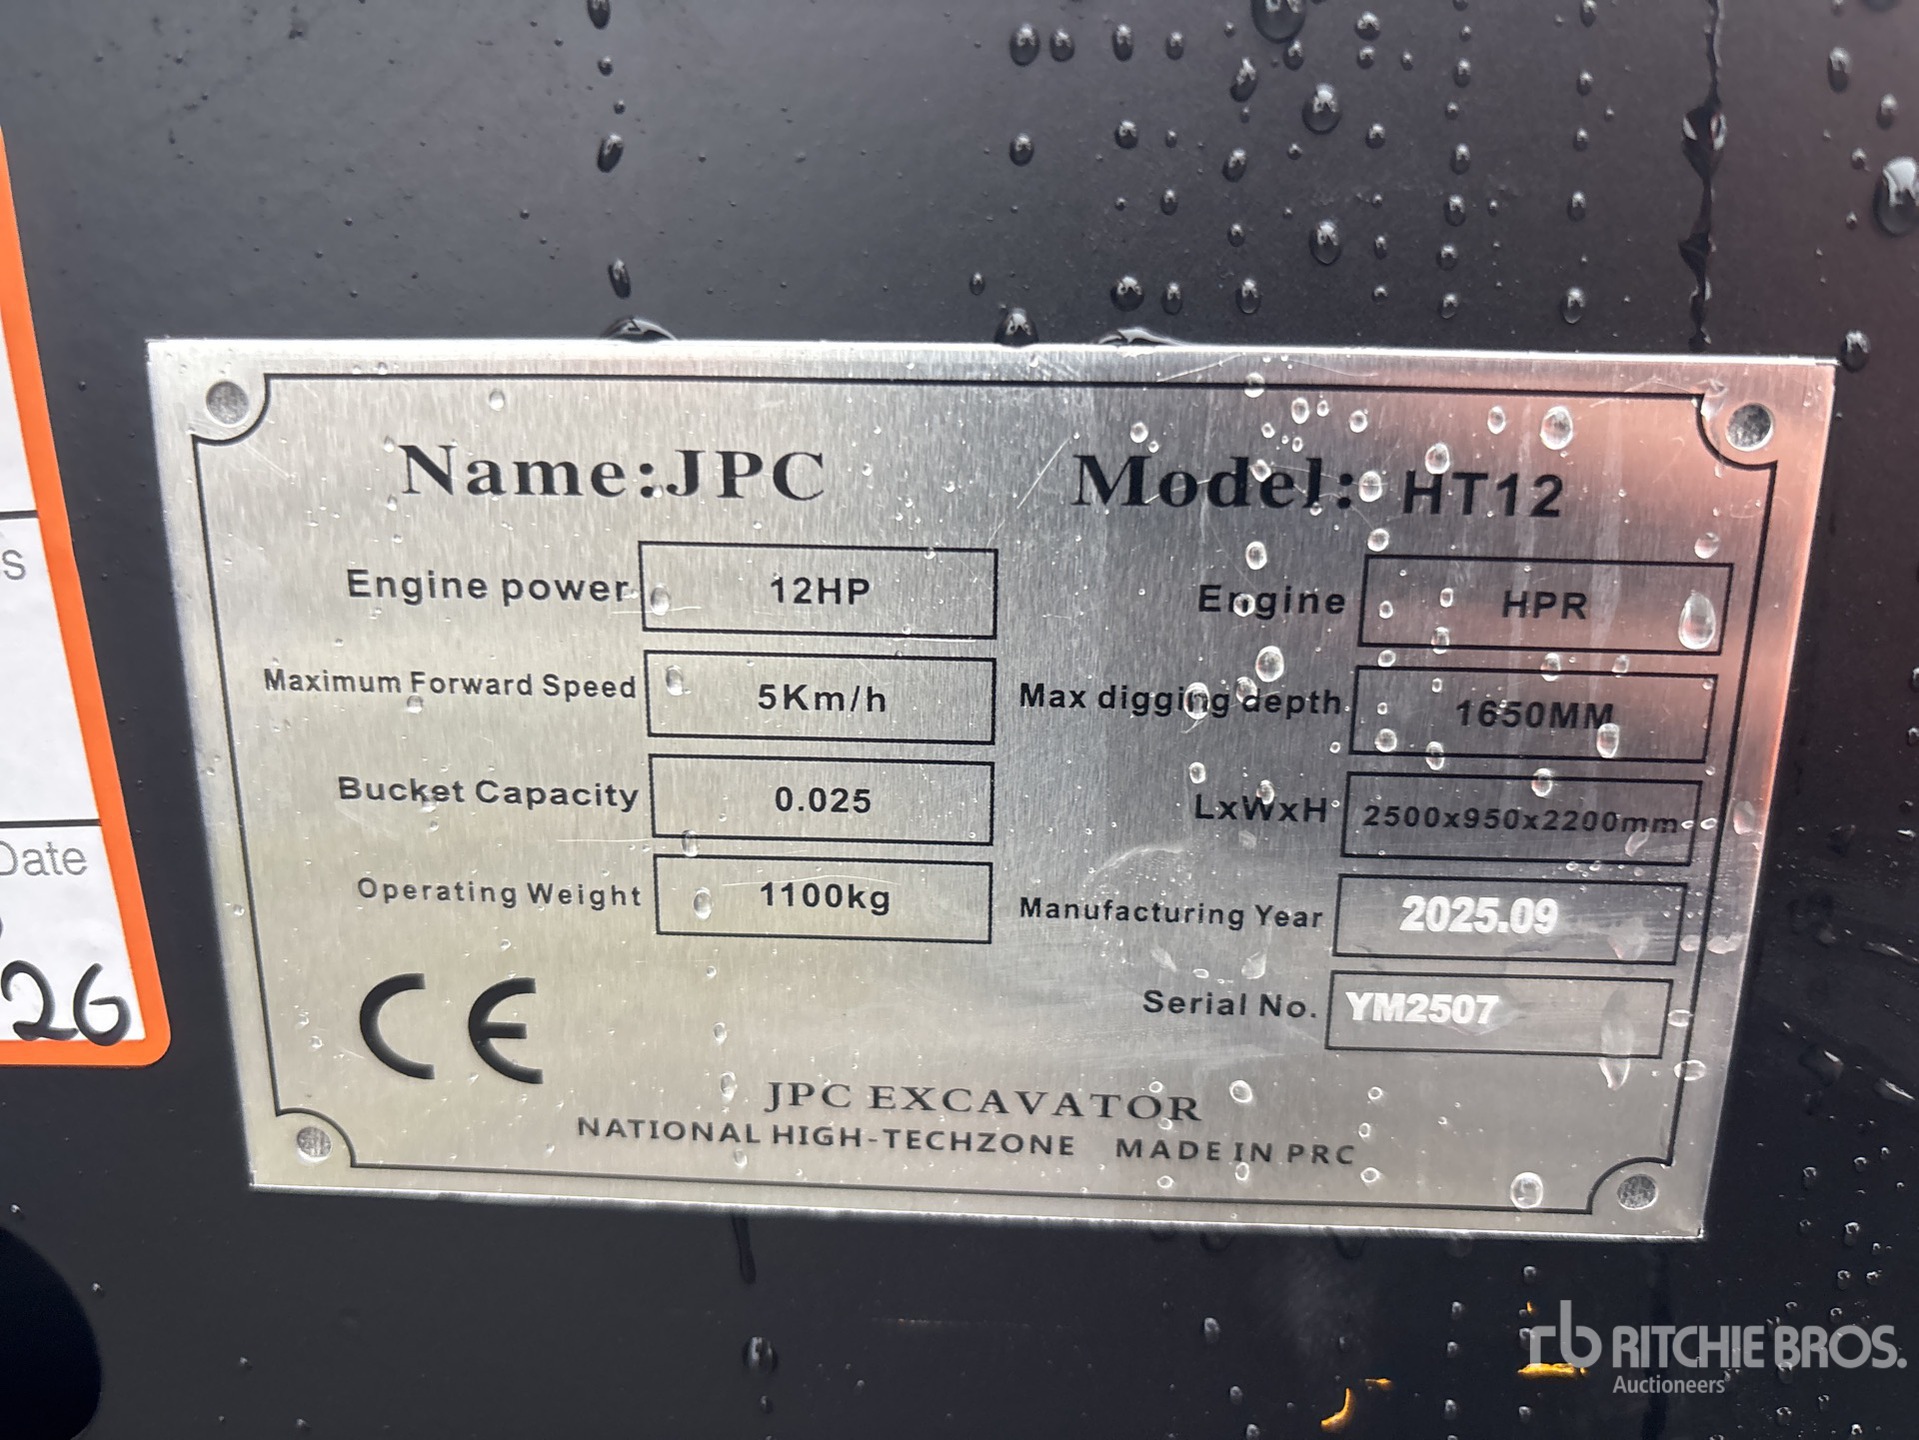 Name:JPC Model: HT12
Engine power 12HP Engine HPR
Maximum Forward Speed 5Km/h Max digging depth 1650MM
Bucket Capacity 0.025 LxWxH 2500x950x2200mm
Operating Weight 1100kg Manufacturing Year 2025.09
Serial No. YM2507
CE
JPC EXCAVATOR
NATIONAL HIGH-TECHZONE MADE IN PRC
s
Date
26
rb RITCHIE BROS.
Auctioneers